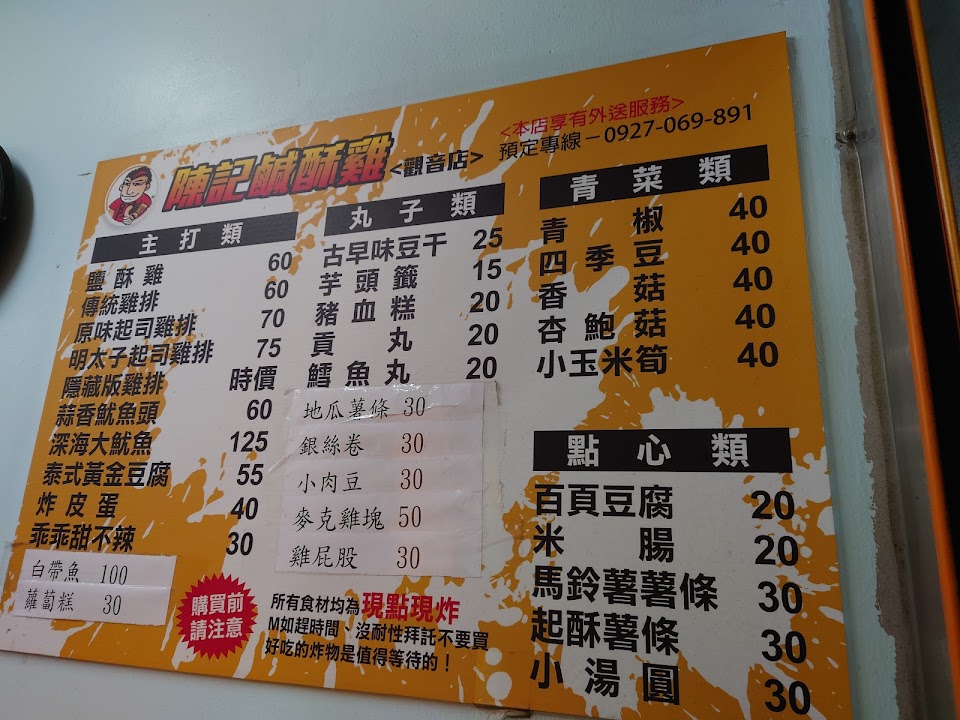 陳記鹹酥雞<觀音店>
<本店享有外送服務>
預定專線－0927-069-891
主打類
鹽酥雞 60
傳統雞排 60
原味起司雞排 70
明太子起司雞排 75
隱藏版雞排 時價
蒜香魷魚頭 60
深海大魷魚 125
泰式黃金豆腐 55
炸皮蛋 40
乖乖甜不辣 30
白帶魚 100
蘿蔔糕 30
丸子類
古早味豆干 25
芋頭籤 15
豬血糕 20
貢丸 20
鱈魚丸 20
地瓜薯條 30
銀絲卷 30
小肉豆 30
麥克雞塊 50
雞屁股 30
青菜類
青椒 40
四季豆 40
香菇 40
杏鮑菇 40
小玉米筍 40
點心類
百頁豆腐 20
米腸 20
馬鈴薯薯條 30
起酥薯條 30
小湯圓 30
購買前
請注意
所有食材均為現點現炸
M如趕時間、沒耐性拜託不要買
好吃的炸物是值得等待的！